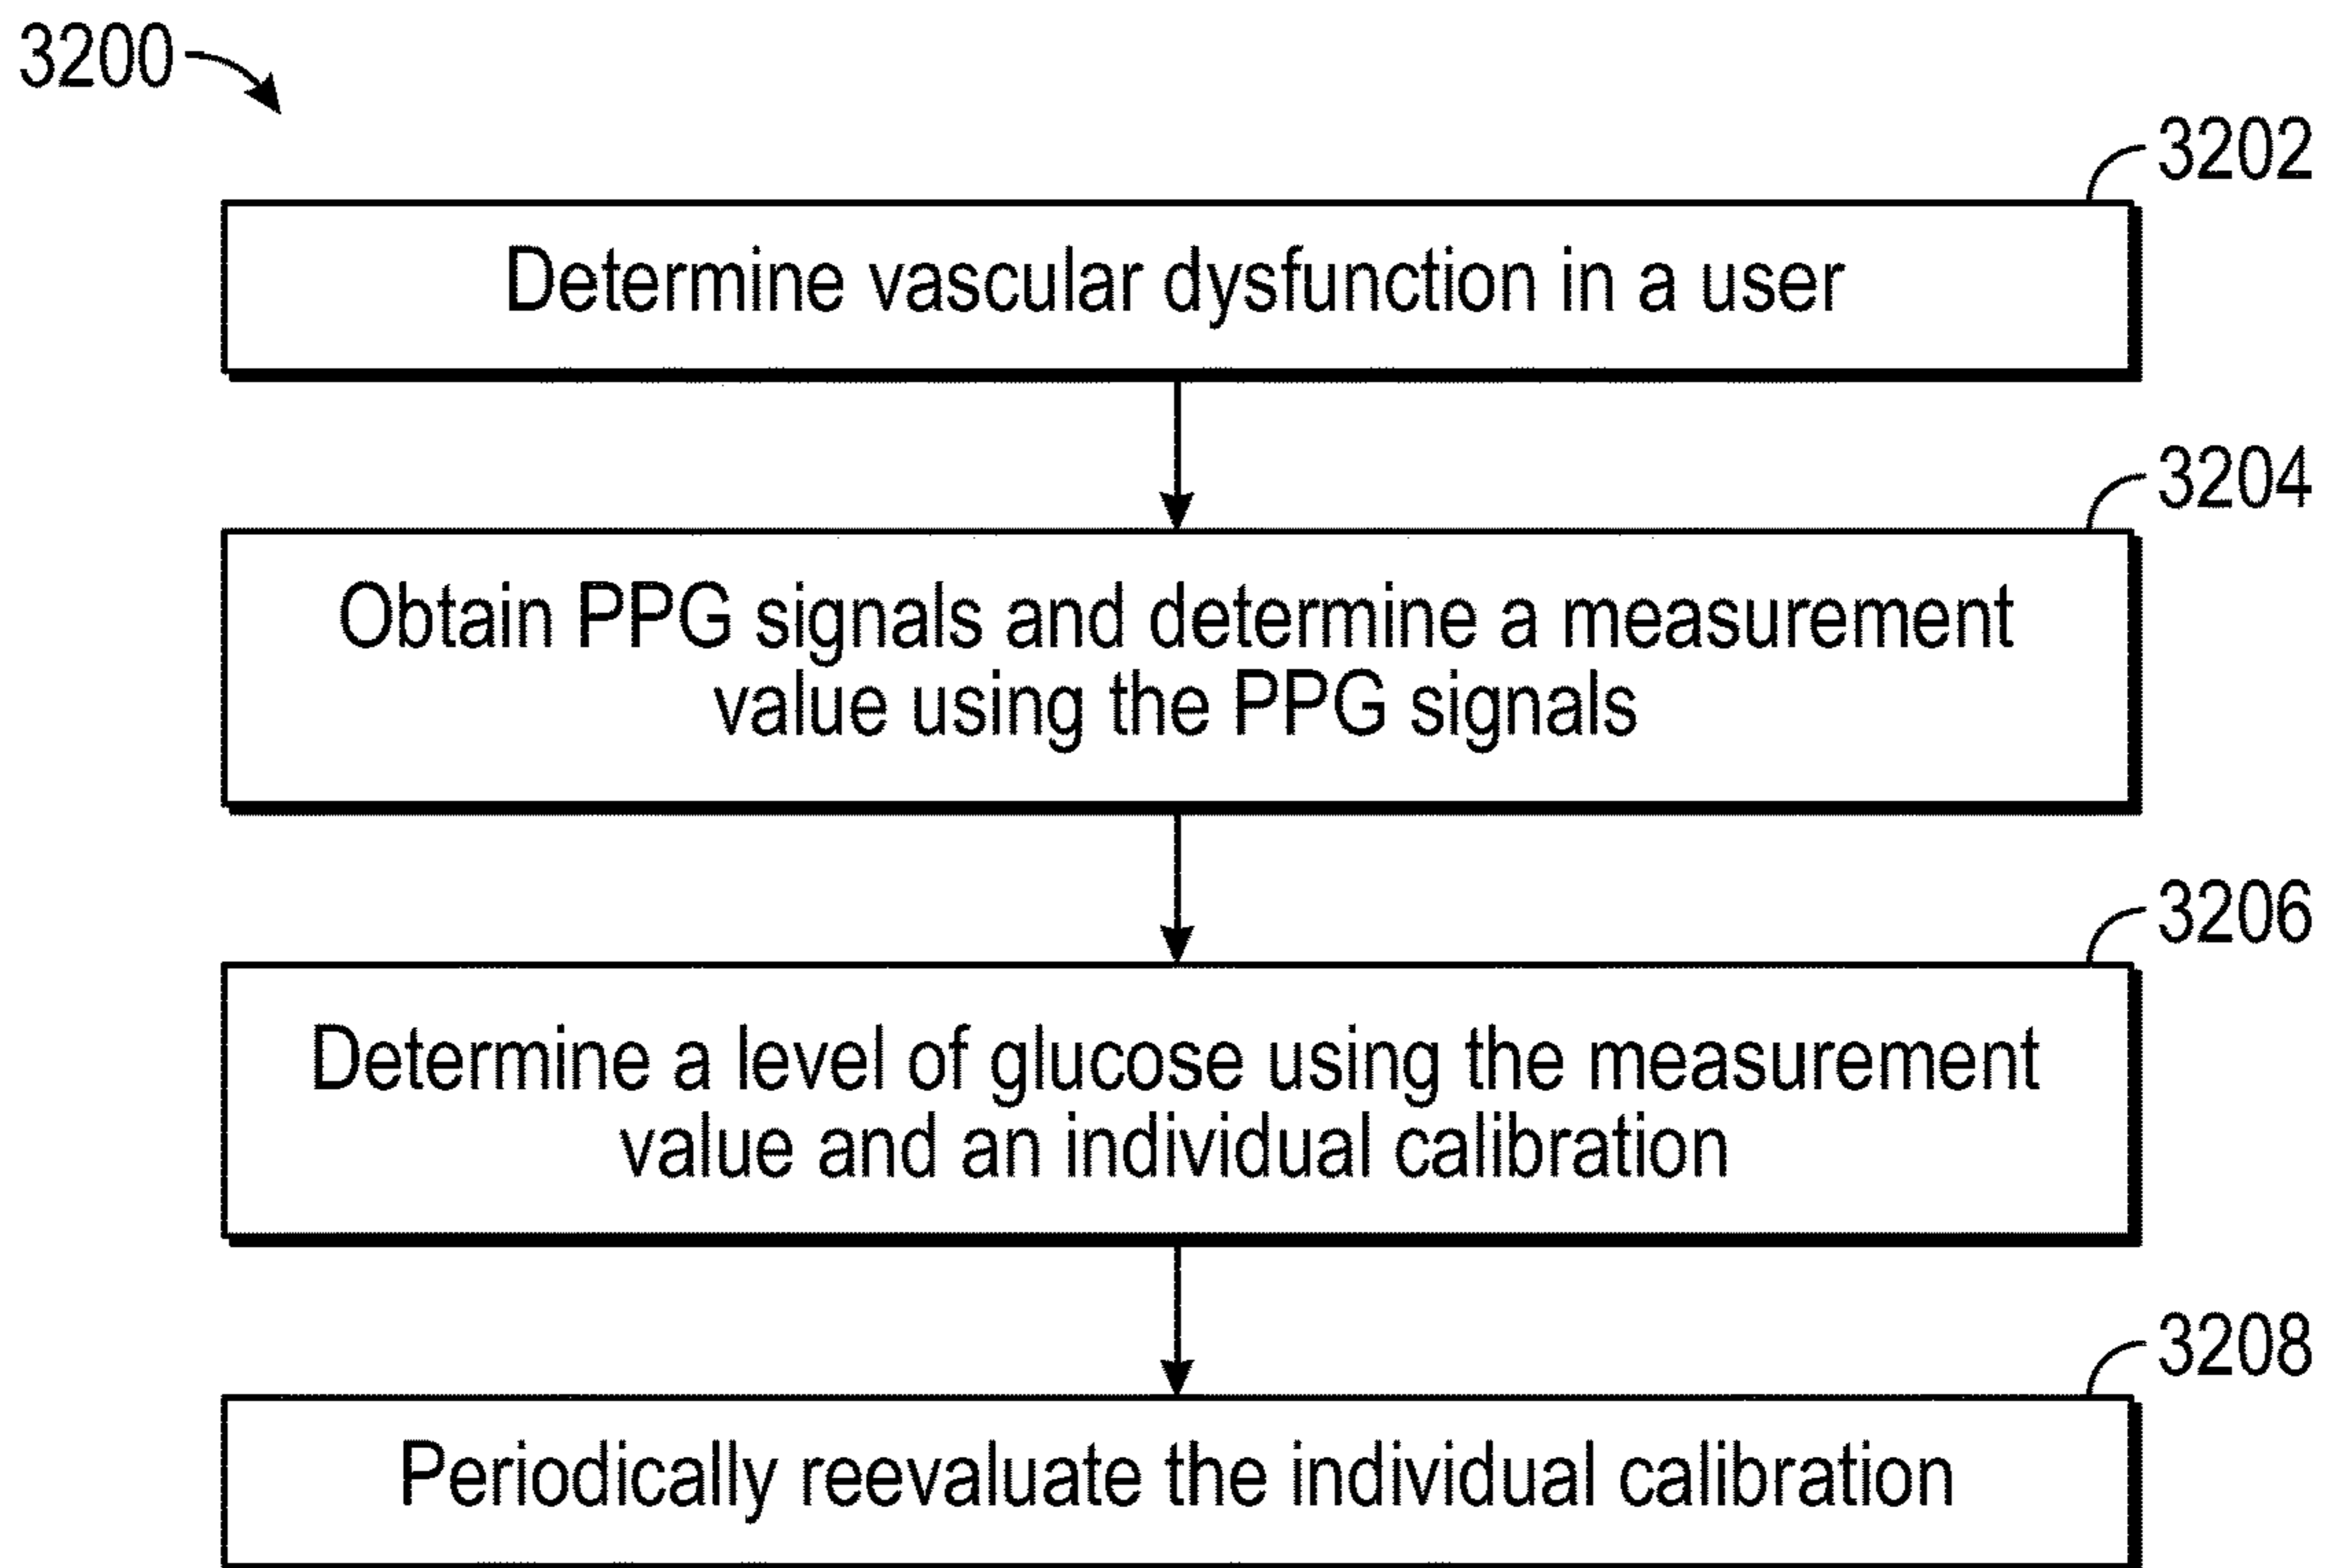 3200
3202
Determine vascular dysfunction in a user
3204
Obtain PPG signals and determine a measurement
value using the PPG signals
3206
Determine a level of glucose using the measurement
value and an individual calibration
3208
Periodically reevaluate the individual calibration